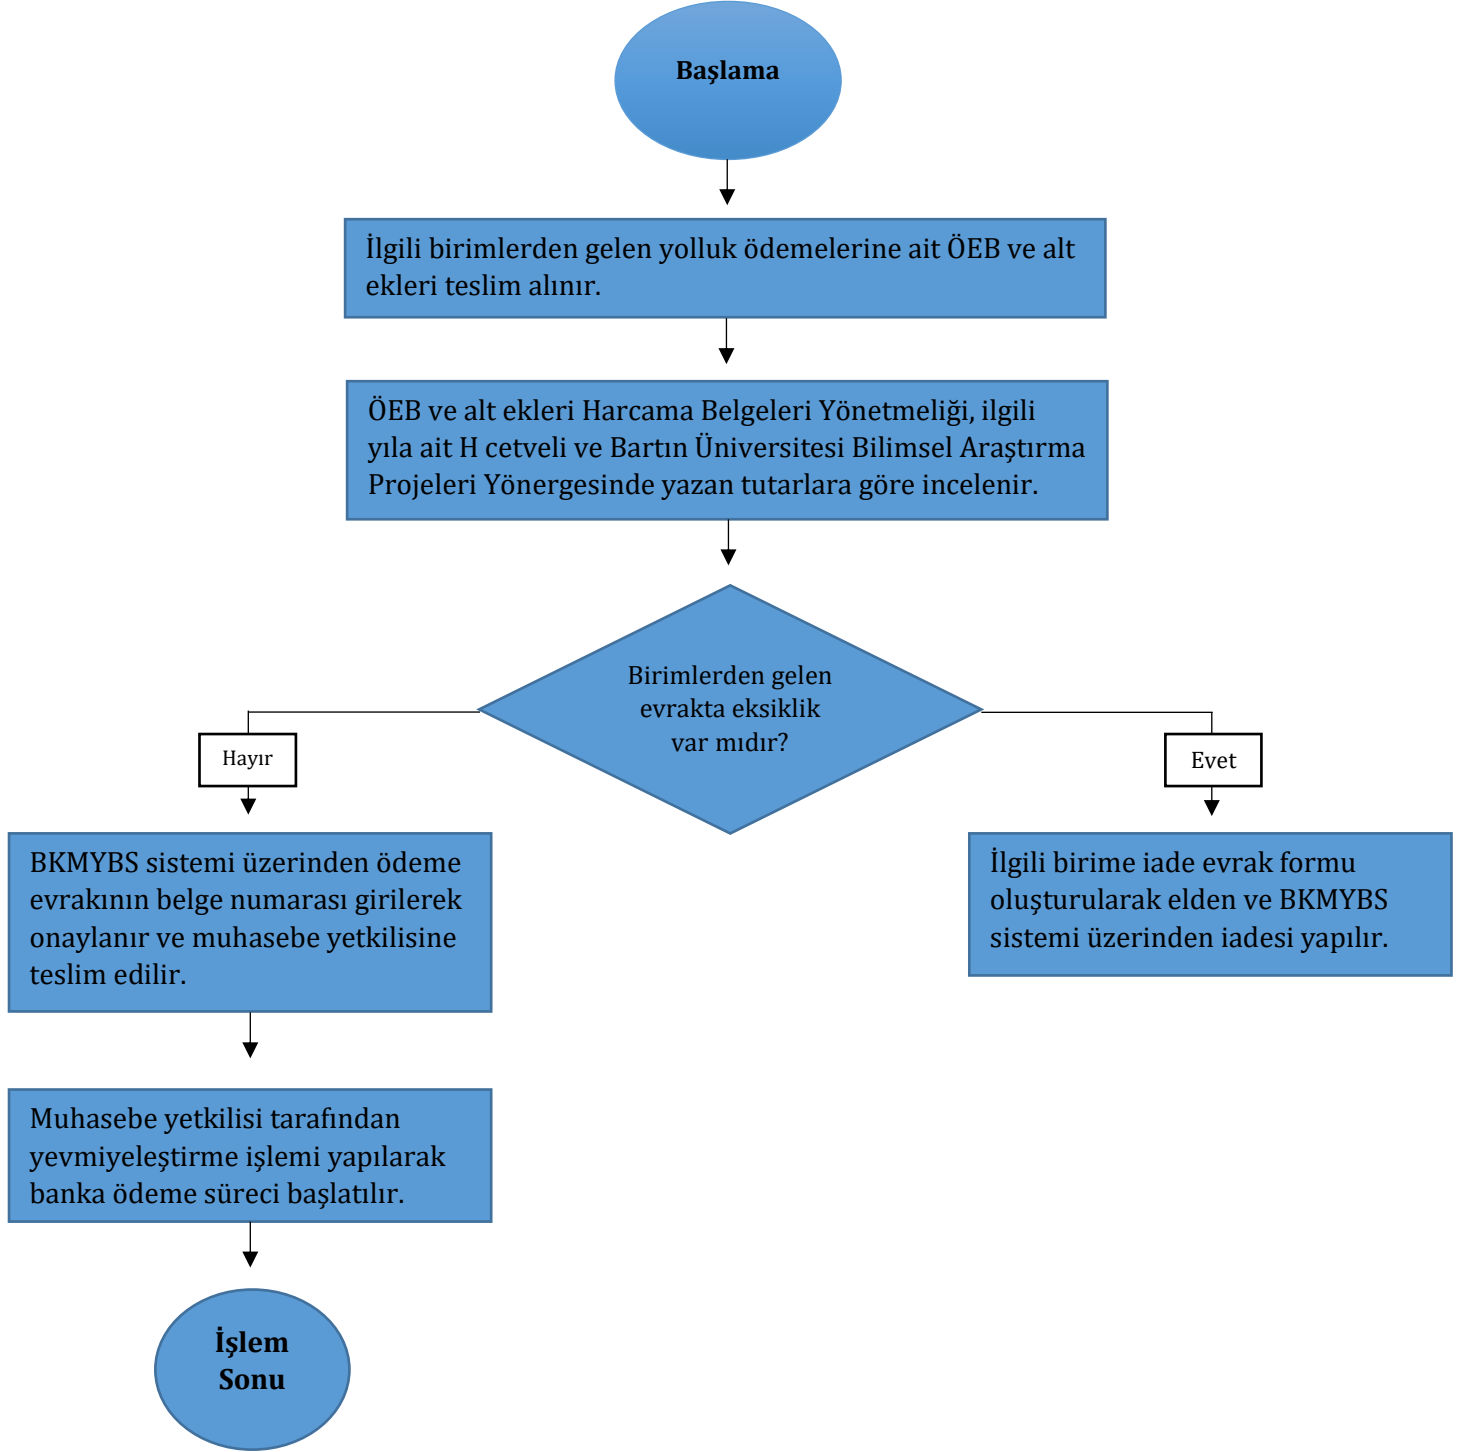 Başlama
İlgili birimlerden gelen yolluk ödemelerine ait ÖEB ve alt
ekleri teslim alınır.
ÖEB ve alt ekleri Harcama Belgeleri Yönetmeliği, ilgili
yıla ait H cetveli ve Bartın Üniversitesi Bilimsel Araştırma
Projeleri Yönergesinde yazan tutarlara göre incelenir.
Birimlerden gelen
evrakta eksiklik
var mıdır?
Hayır
Evet
BKMYBS sistemi üzerinden ödeme
evrakının belge numarası girilerek
onaylanır ve muhasebe yetkilisine
teslim edilir.
İlgili birime iade evrak formu
oluşturularak elden ve BKMYBS
sistemi üzerinden iadesi yapılır.
Muhasebe yetkilisi tarafından
yevmiyeleştirme işlemi yapılarak
banka ödeme süreci başlatılır.
İşlem
Sonu